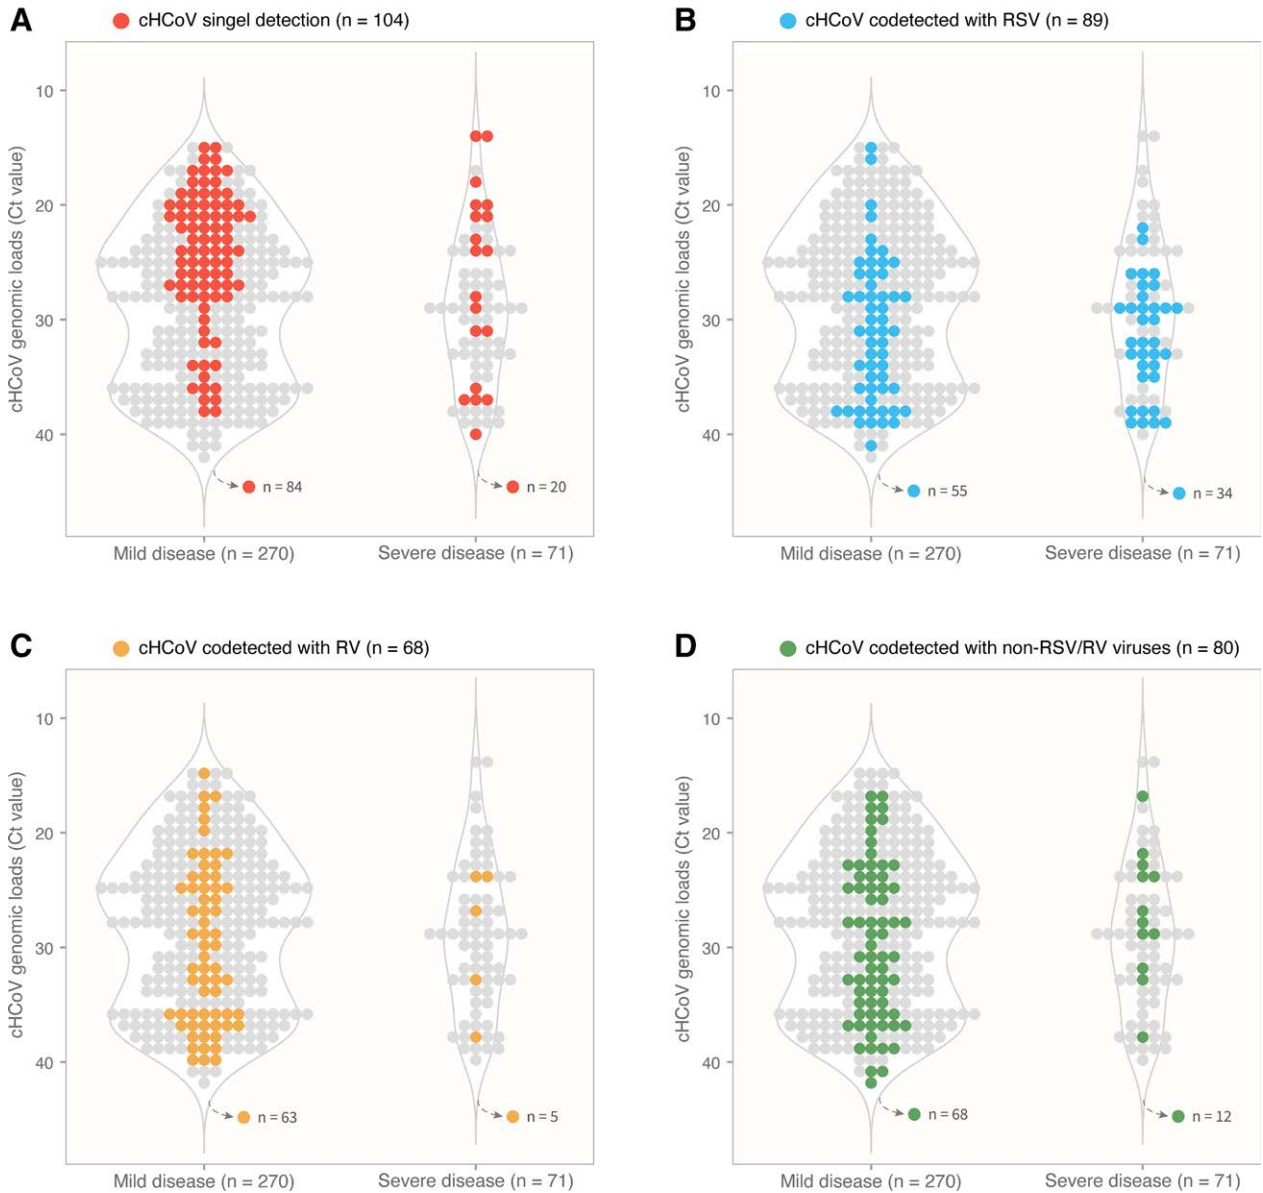 A
cHCoV singel detection (n = 104)
cHCoV genomic loads (Ct value)
10
20
30
40
n = 84
n = 20
Mild disease (n = 270)
Severe disease (n = 71)
B
cHCoV codetected with RSV (n = 89)
cHCoV genomic loads (Ct value)
10
20
30
40
n = 55
n = 34
Mild disease (n = 270)
Severe disease (n = 71)
C
cHCoV codetected with RV (n = 68)
cHCoV genomic loads (Ct value)
10
20
30
40
n = 63
n = 5
Mild disease (n = 270)
Severe disease (n = 71)
D
cHCoV codetected with non-RSV/RV viruses (n = 80)
cHCoV genomic loads (Ct value)
10
20
30
40
n = 68
n = 12
Mild disease (n = 270)
Severe disease (n = 71)